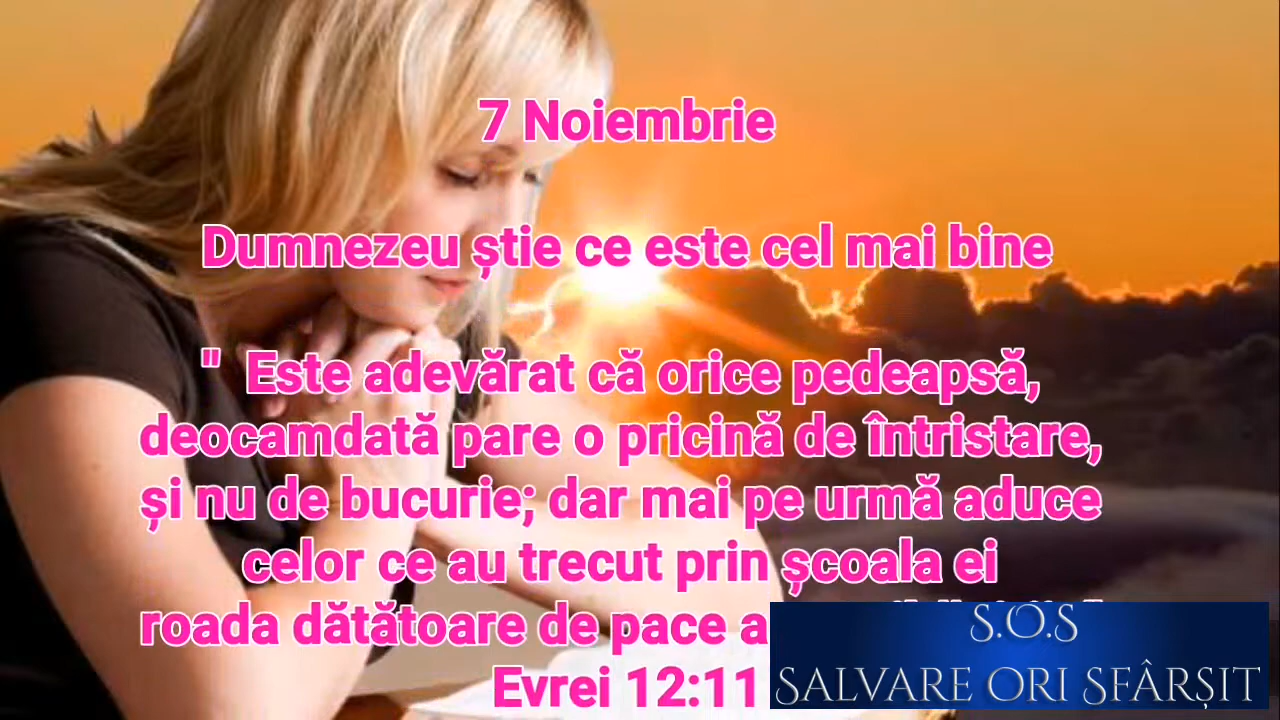 7 Noiembrie
Dumnezeu știe ce este cel mai bine
" Este adevărat că orice pedeapsă,
deocamdată pare o pricină de întristare,
și nu de bucurie; dar mai pe urmă aduce
celor ce au trecut prin școala ei
roada dătătoare de pace a
Evrei 12:11
S.O.S
SALVARE ORI SFÂRȘIT